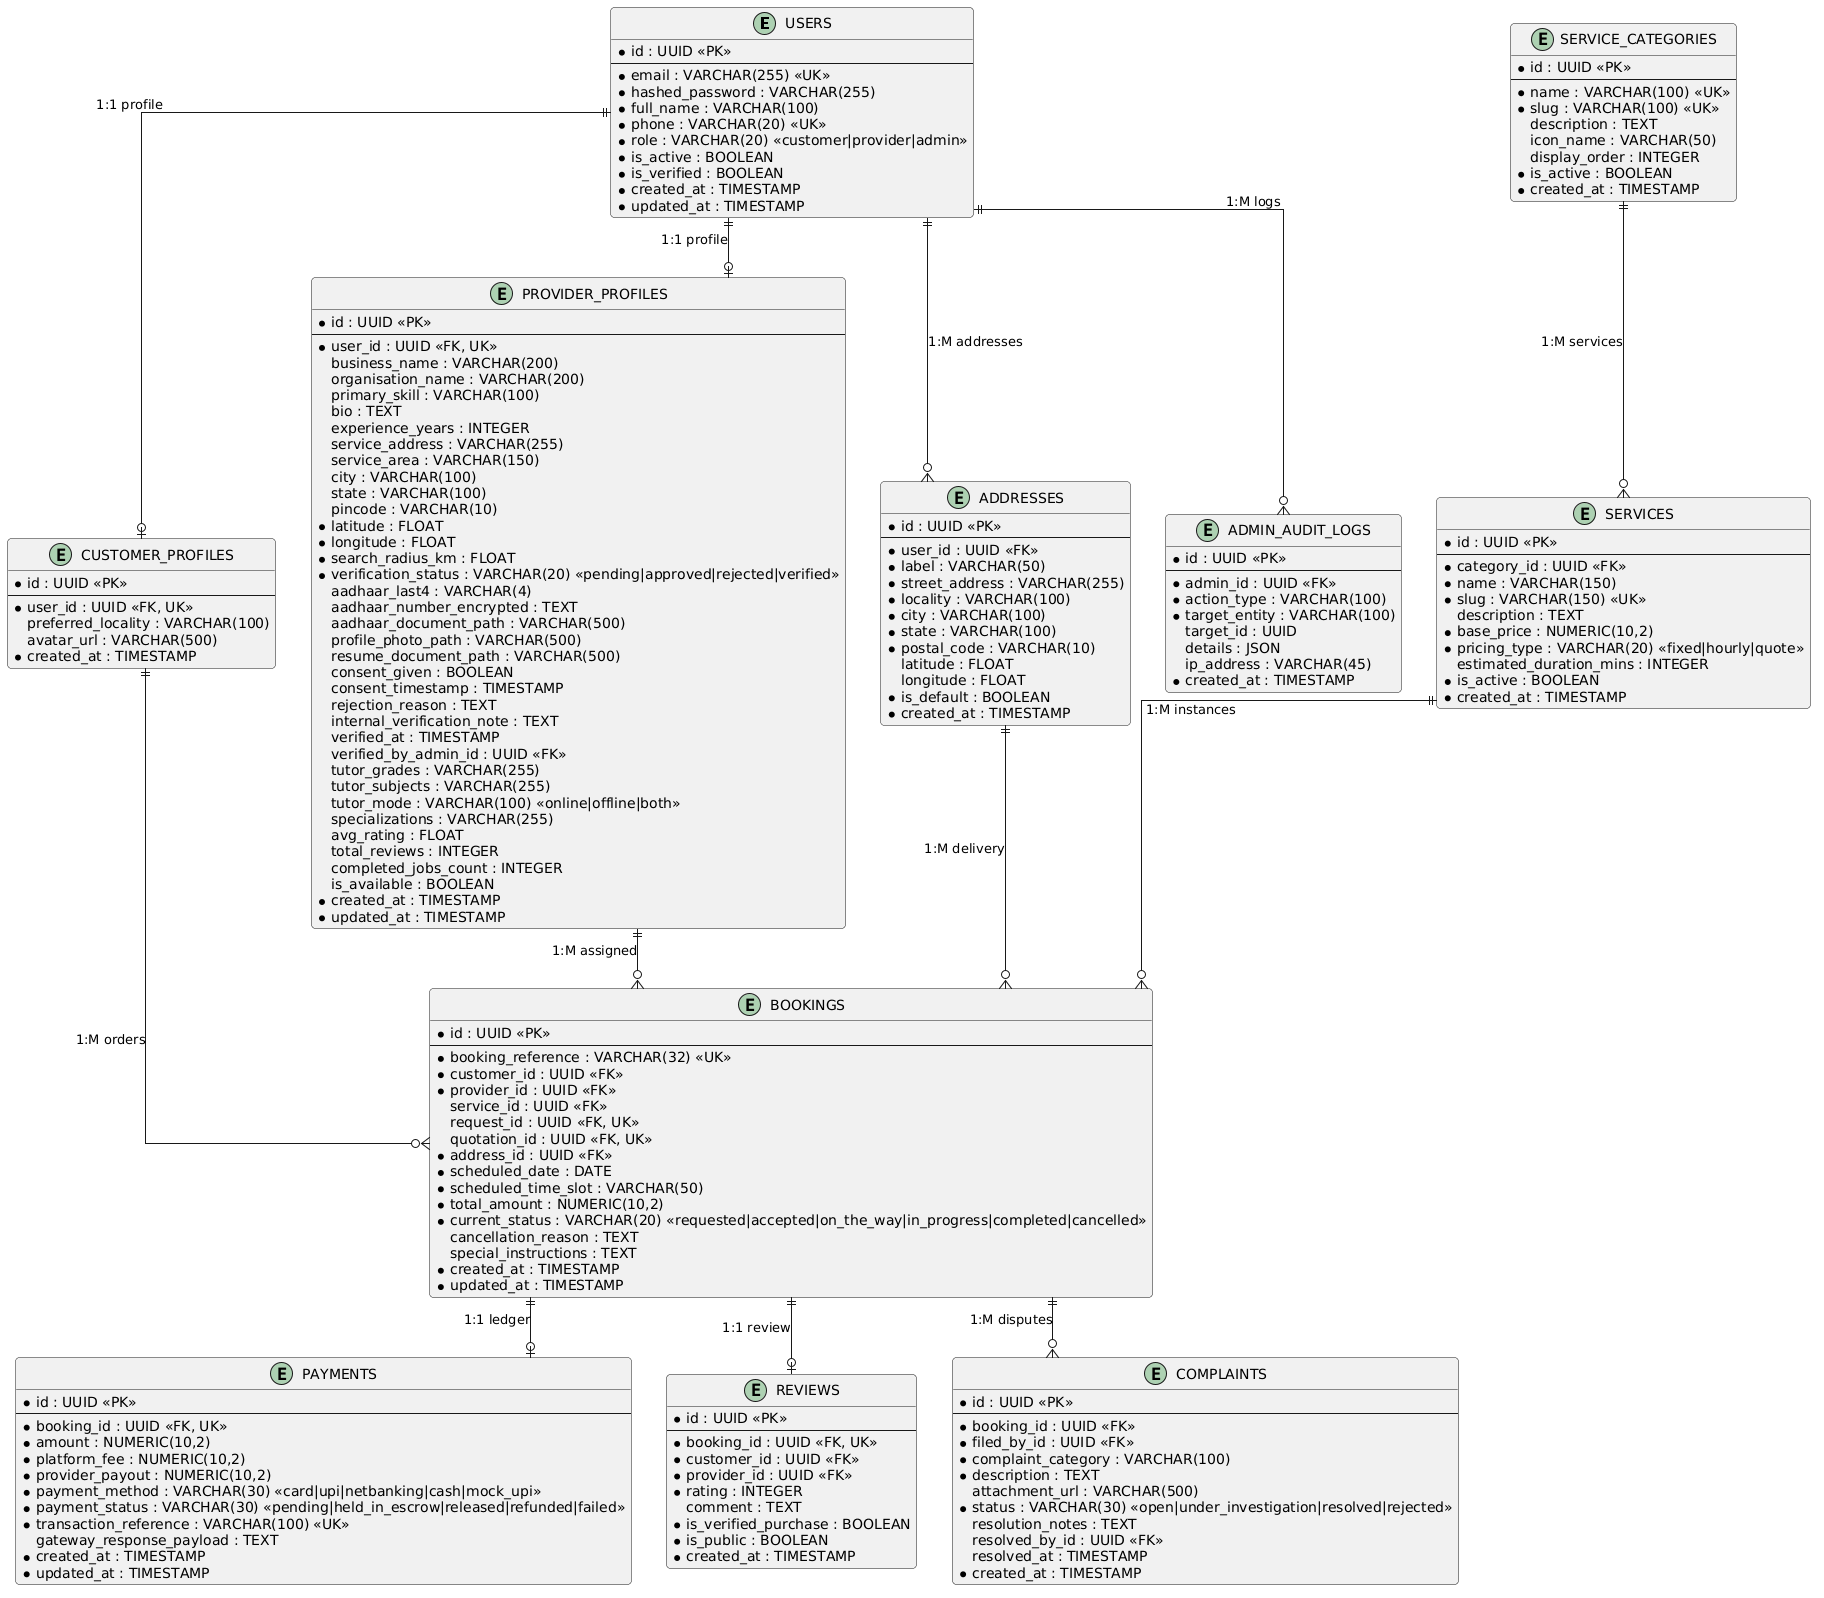 E USERS
* id : UUID «PK»
* email : VARCHAR(255) «UK»
* hashed_password : VARCHAR(255)
* full_name : VARCHAR(100)
* phone : VARCHAR(20) «UK»
* role : VARCHAR(20) «customer|provider|admin»
* is_active : BOOLEAN
* is_verified : BOOLEAN
* created_at : TIMESTAMP
* updated_at : TIMESTAMP
E SERVICE_CATEGORIES
* id : UUID «PK»
* name : VARCHAR(100) «UK»
* slug : VARCHAR(100) «UK»
description : TEXT
icon_name : VARCHAR(50)
display_order : INTEGER
* is_active : BOOLEAN
* created_at : TIMESTAMP
1:1 profile
1:M logs
1:1 profile
1:M addresses
1:M services
E PROVIDER_PROFILES
* id : UUID «PK»
* user_id : UUID «FK, UK»
business_name : VARCHAR(200)
organisation_name : VARCHAR(200)
primary_skill : VARCHAR(100)
bio : TEXT
experience_years : INTEGER
service_address : VARCHAR(255)
service_area : VARCHAR(150)
city : VARCHAR(100)
state : VARCHAR(100)
pincode : VARCHAR(10)
* latitude : FLOAT
* longitude : FLOAT
* search_radius_km : FLOAT
* verification_status : VARCHAR(20) «pending|approved|rejected|verified»
aadhaar_last4 : VARCHAR(4)
aadhaar_number_encrypted : TEXT
aadhaar_document_path : VARCHAR(500)
profile_photo_path : VARCHAR(500)
resume_document_path : VARCHAR(500)
consent_given : BOOLEAN
consent_timestamp : TIMESTAMP
rejection_reason : TEXT
internal_verification_note : TEXT
verified_at : TIMESTAMP
verified_by_admin_id : UUID «FK»
tutor_grades : VARCHAR(255)
tutor_subjects : VARCHAR(255)
tutor_mode : VARCHAR(100) «online|offline|both»
specializations : VARCHAR(255)
avg_rating : FLOAT
total_reviews : INTEGER
completed_jobs_count : INTEGER
is_available : BOOLEAN
* created_at : TIMESTAMP
* updated_at : TIMESTAMP
E CUSTOMER_PROFILES
* id : UUID «PK»
* user_id : UUID «FK, UK»
preferred_locality : VARCHAR(100)
avatar_url : VARCHAR(500)
* created_at : TIMESTAMP
E ADDRESSES
* id : UUID «PK»
* user_id : UUID «FK»
* label : VARCHAR(50)
* street_address : VARCHAR(255)
* locality : VARCHAR(100)
* city : VARCHAR(100)
* state : VARCHAR(100)
* postal_code : VARCHAR(10)
latitude : FLOAT
longitude : FLOAT
* is_default : BOOLEAN
* created_at : TIMESTAMP
E ADMIN_AUDIT_LOGS
* id : UUID «PK»
* admin_id : UUID «FK»
* action_type : VARCHAR(100)
* target_entity : VARCHAR(100)
target_id : UUID
details : JSON
ip_address : VARCHAR(45)
* created_at : TIMESTAMP
E SERVICES
* id : UUID «PK»
* category_id : UUID «FK»
* name : VARCHAR(150)
* slug : VARCHAR(150) «UK»
description : TEXT
* base_price : NUMERIC(10,2)
* pricing_type : VARCHAR(20) «fixed|hourly|quote»
estimated_duration_mins : INTEGER
* is_active : BOOLEAN
* created_at : TIMESTAMP
1:M instances
1:M delivery
1:M assigned
1:M orders
E BOOKINGS
* id : UUID «PK»
* booking_reference : VARCHAR(32) «UK»
* customer_id : UUID «FK»
* provider_id : UUID «FK»
service_id : UUID «FK»
request_id : UUID «FK, UK»
quotation_id : UUID «FK, UK»
* address_id : UUID «FK»
* scheduled_date : DATE
* scheduled_time_slot : VARCHAR(50)
* total_amount : NUMERIC(10,2)
* current_status : VARCHAR(20) «requested|accepted|on_the_way|in_progress|completed|cancelled»
cancellation_reason : TEXT
special_instructions : TEXT
* created_at : TIMESTAMP
* updated_at : TIMESTAMP
1:1 ledger
1:1 review
1:M disputes
E PAYMENTS
* id : UUID «PK»
* booking_id : UUID «FK, UK»
* amount : NUMERIC(10,2)
* platform_fee : NUMERIC(10,2)
* provider_payout : NUMERIC(10,2)
* payment_method : VARCHAR(30) «card|upi|netbanking|cash|mock_upi»
* payment_status : VARCHAR(30) «pending|held_in_escrow|released|refunded|failed»
* transaction_reference : VARCHAR(100) «UK»
gateway_response_payload : TEXT
* created_at : TIMESTAMP
* updated_at : TIMESTAMP
E REVIEWS
* id : UUID «PK»
* booking_id : UUID «FK, UK»
* customer_id : UUID «FK»
* provider_id : UUID «FK»
* rating : INTEGER
comment : TEXT
* is_verified_purchase : BOOLEAN
* is_public : BOOLEAN
* created_at : TIMESTAMP
E COMPLAINTS
* id : UUID «PK»
* booking_id : UUID «FK»
* filed_by_id : UUID «FK»
* complaint_category : VARCHAR(100)
* description : TEXT
attachment_url : VARCHAR(500)
* status : VARCHAR(30) «open|under_investigation|resolved|rejected»
resolution_notes : TEXT
resolved_by_id : UUID «FK»
resolved_at : TIMESTAMP
* created_at : TIMESTAMP